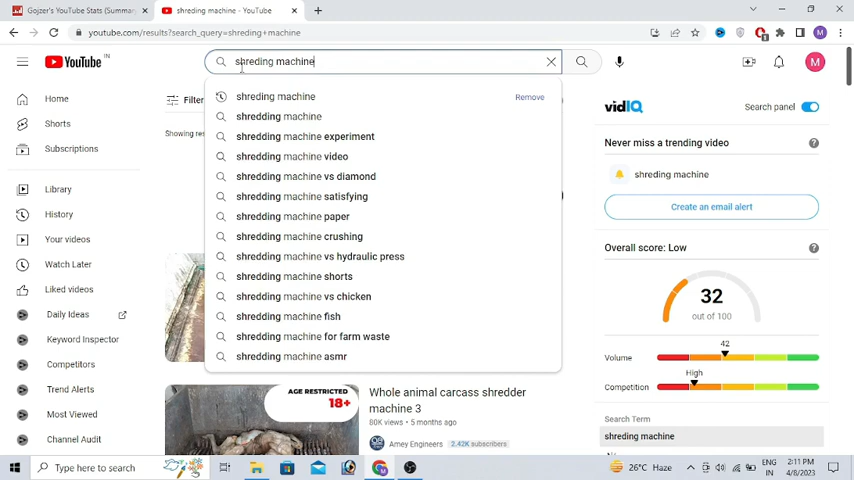 Gojzer's YouTube Stats (Summar
shreding machine - YouTube
youtube.com/results?search_query=shreding+machine
YouTube IN
shreding machine
M
Home
Shorts
Subscriptions
Library
History
Your videos
Watch Later
Liked videos
Daily Ideas
Keyword Inspector
Competitors
Trend Alerts
Most Viewed
Channel Audit
Filter
Showing res
shreding machine
Remove
shredding machine
shredding machine experiment
shredding machine video
shredding machine vs diamond
shredding machine satisfying
shredding machine paper
shredding machine crushing
shredding machine vs hydraulic press
shredding machine shorts
shredding machine vs chicken
shredding machine fish
shredding machine for farm waste
shredding machine asmr
AGE RESTRICTED
18+
Whole animal carcass shredder
machine 3
80K views • 5 months ago
Amey Engineers 2.42K subscribers
vidIQ
Search panel
Never miss a trending video
shreding machine
Create an email alert
Overall score: Low
32
out of 100
42
Volume
High
Competition
Search Term
shreding machine
Type here to search
26°C Haze
ENG
IN
2:11 PM
4/8/2023